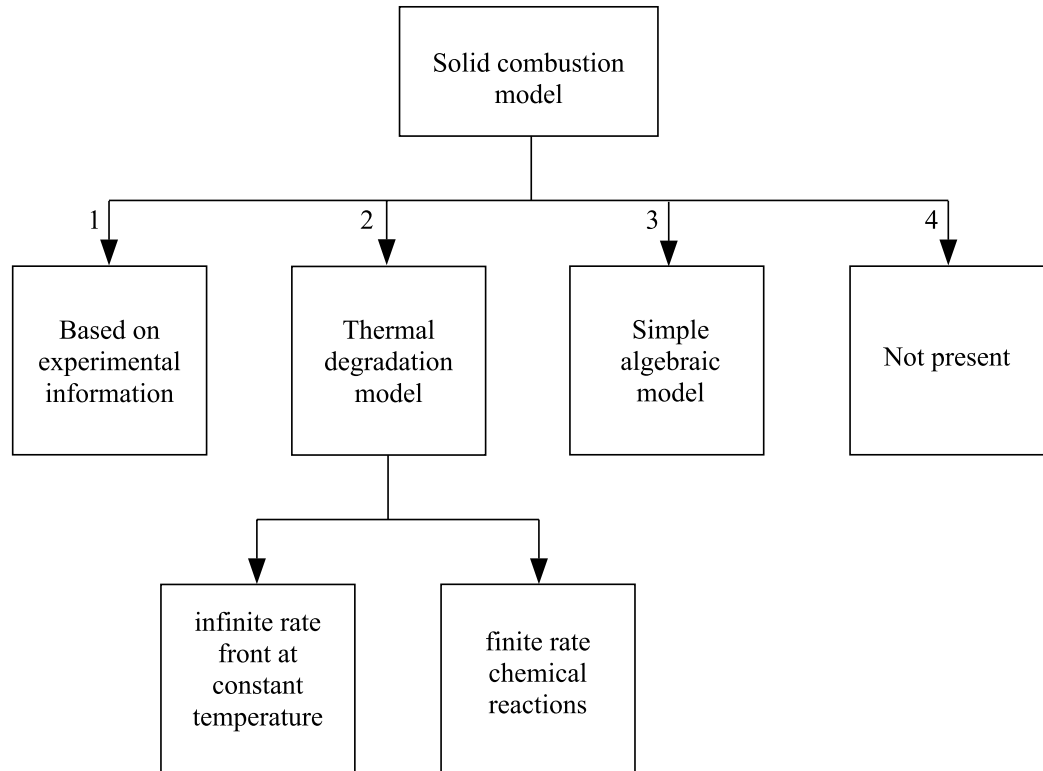 Solid combustion
model
1
2
3
4
Based on
experimental
information
Thermal
degradation
model
Simple
algebraic
model
Not present
infinite rate
front at
constant
temperature
finite rate
chemical
reactions